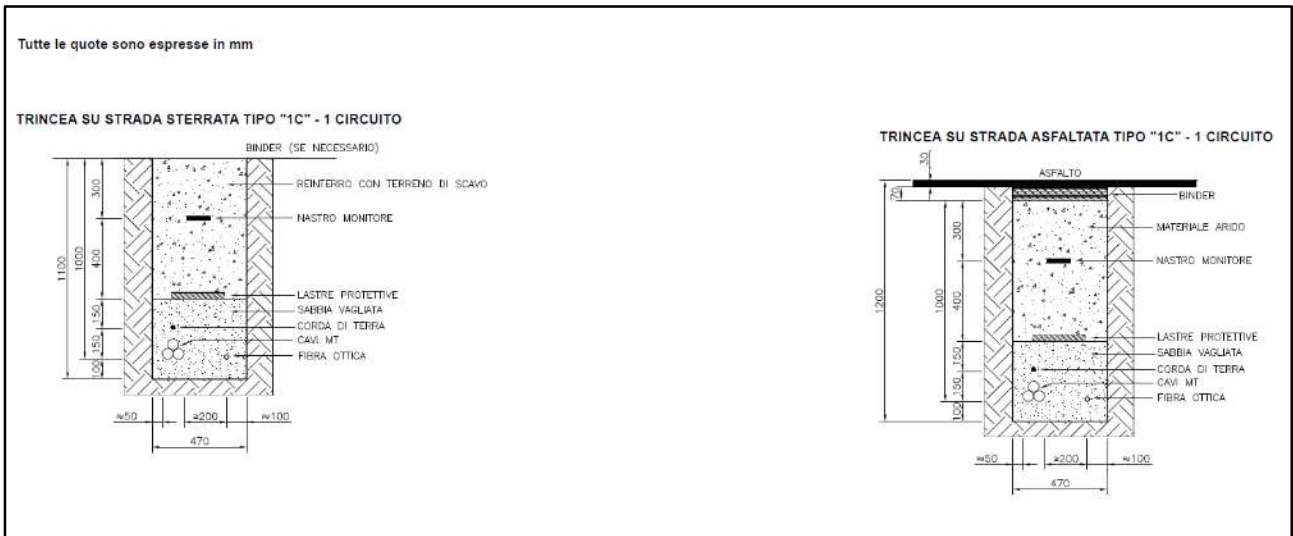 Tutte le quote sono espresse in mm
TRINCEA SU STRADA STERRATA TIPO "1C" - 1 CIRCUITO
BINDER (SE NECESSARIO)
REINTERRO CON TERRENO DI SCAVO
NASTRO MONITORE
LASTRE PROTETTIVE
SABBIA VAGLIATA
CORDA DI TERRA
CAVI MT
FIBRA OTTICA
1100
1000
300
400
150
150
100
≈50
≥200
≈100
470
TRINCEA SU STRADA ASFALTATA TIPO "1C" - 1 CIRCUITO
30
ASFALTO
70
BINDER
MATERIALE ARIDO
NASTRO MONITORE
LASTRE PROTETTIVE
SABBIA VAGLIATA
CORDA DI TERRA
CAVI MT
FIBRA OTTICA
1200
1000
300
400
150
150
100
≈50
≥200
≈100
470